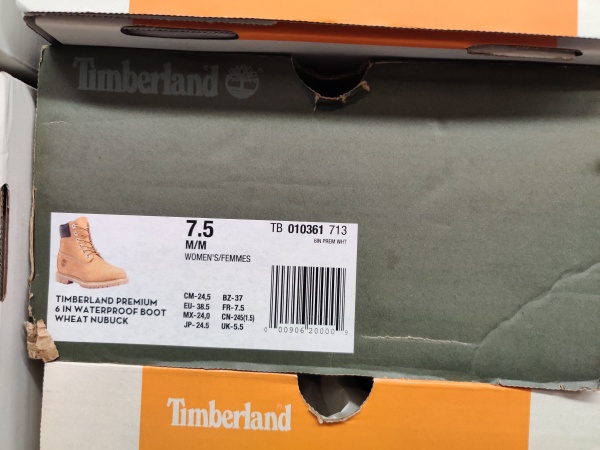 Timberland
7.5
M/M
WOMEN'S/FEMMES
TB 010361 713
6IN PREM WHT
TIMBERLAND PREMIUM
6 IN WATERPROOF BOOT
WHEAT NUBUCK
CM-24,5 BZ-37
EU-38.5 FR-7.5
MX-24,0 CN-245(1.5)
JP-24.5 UK-5.5
0 00906 20000 9
Timberland